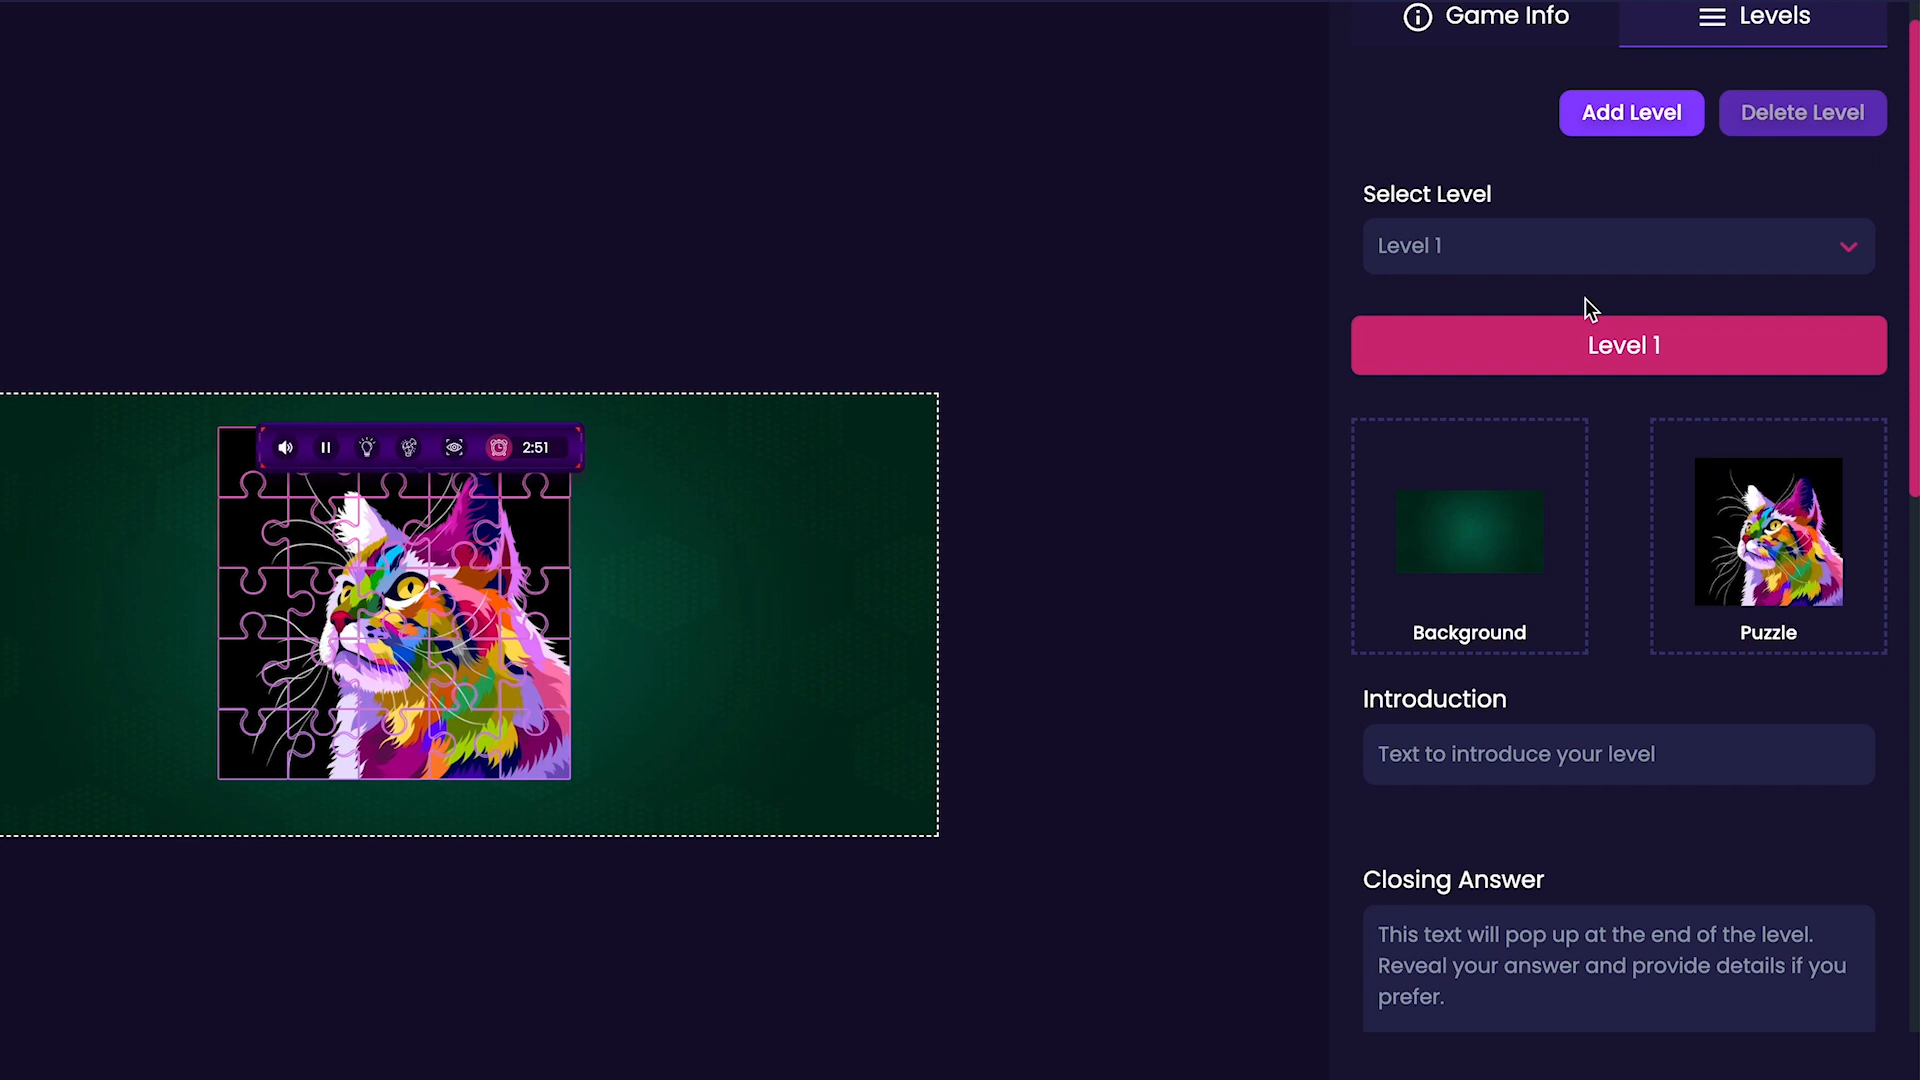 Game Info
Levels
Add Level
Delete Level
Select Level
Level 1
Level 1
2:51
Background
Puzzle
Introduction
Text to introduce your level
Closing Answer
This text will pop up at the end of the level.
Reveal your answer and provide details if you
prefer.